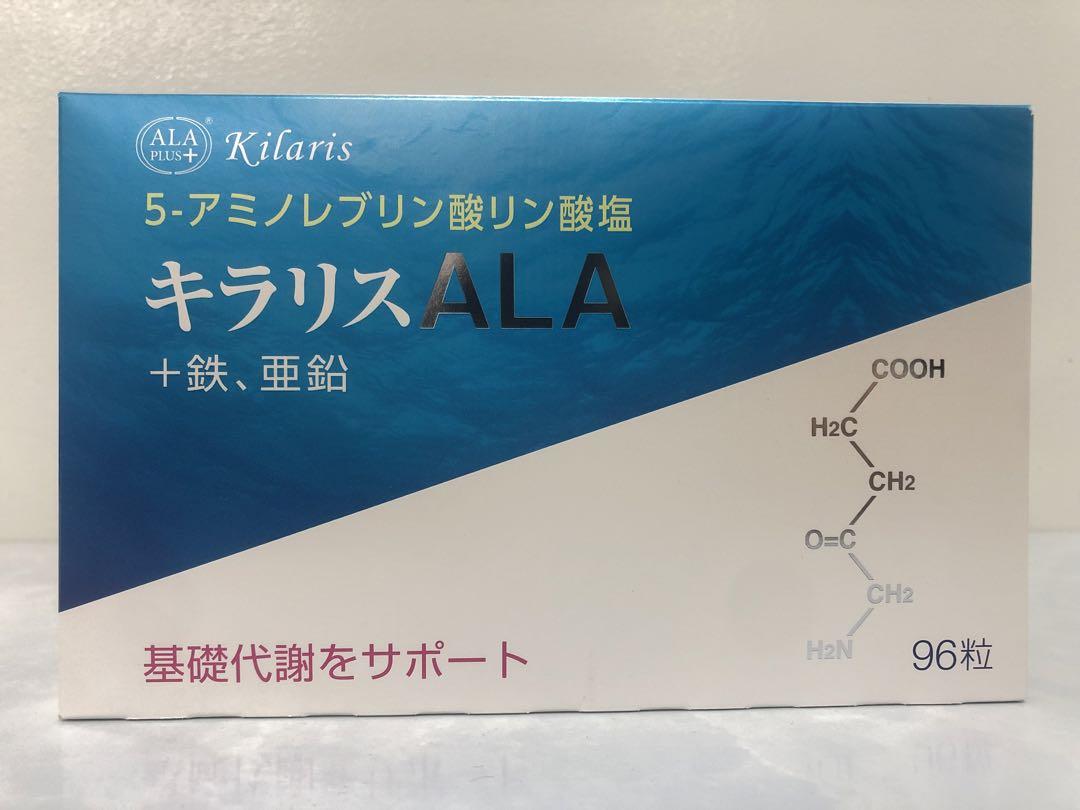 ALA PLUS+ ® Kilaris
5-アミノレブリン酸リン酸塩
キラリスALA
+鉄、亜鉛
COOH
H2C
CH2
O=C
CH2
H2N
基礎代謝をサポート
96粒